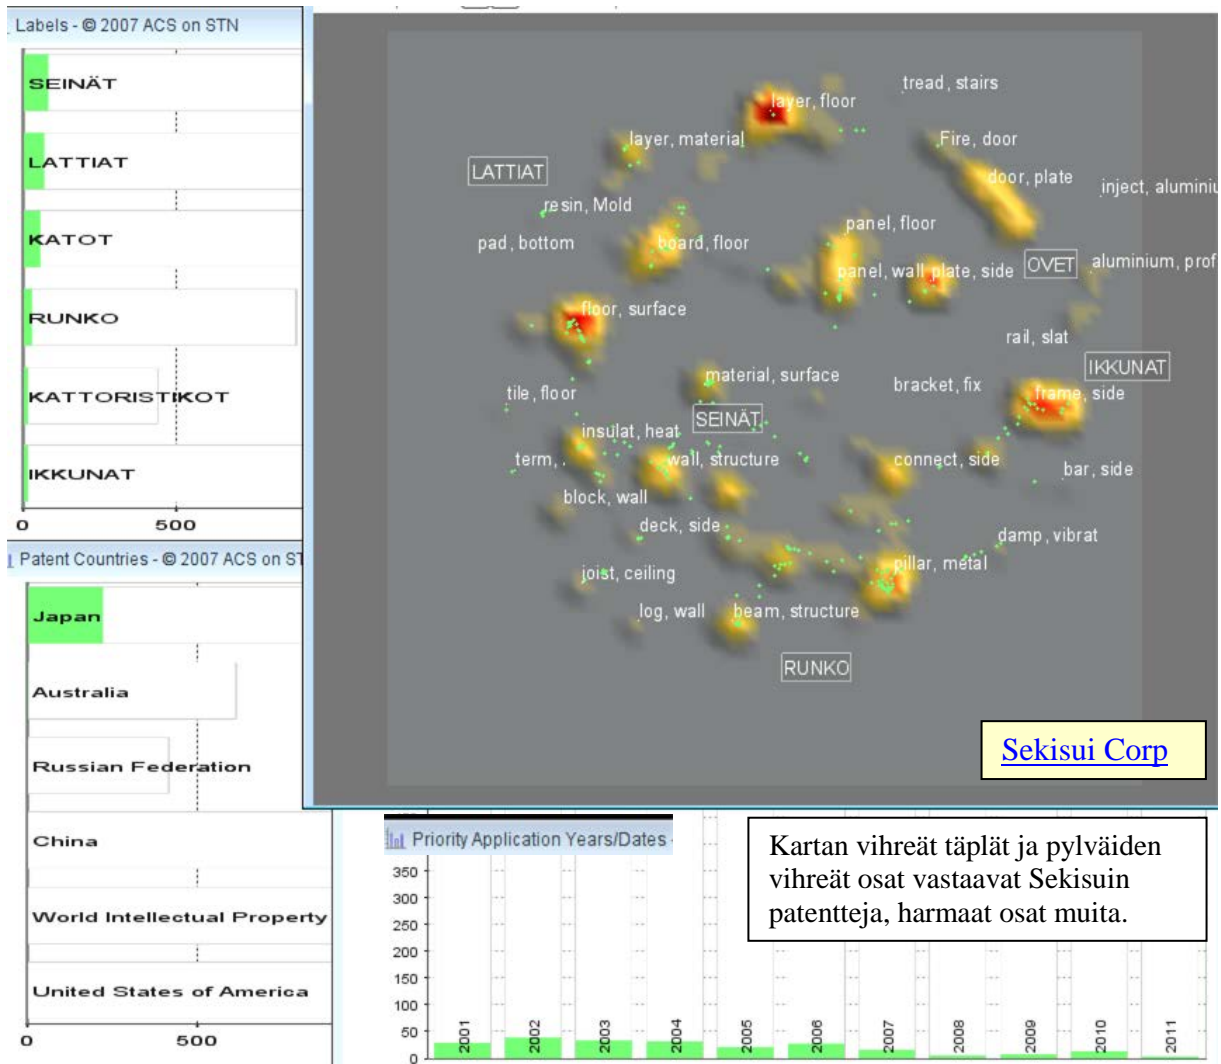 Labels - © 2007 ACS on STN
SEINÄT
LATTIAT
KATOT
RUNKO
KATTORISTIKOT
IKKUNAT
0 500
Patent Countries - © 2007 ACS on ST
Japan
Australia
Russian Federation
China
World Intellectual Property
United States of America
0 500
tread, stairs
layer, floor
layer, material
Fire, door
LATTIAT
door, plate
inject, aluminiu
resin, Mold
panel, floor
pad, bottom
board, floor
OVET
aluminium, prof
panel, wall plate, side
floor, surface
rail, slat
IKKUNAT
material, surface
bracket, fix
frame, side
tile, floor
SEINÄT
insulat, heat
term, .
wall, structure
connect, side
bar, side
block, wall
deck, side
damp, vibrat
joist, ceiling
pillar, metal
log, wall
beam, structure
RUNKO
Sekisui Corp
Priority Application Years/Dates -
350
300
250
200
150
100
50
0
2001 2002 2003 2004 2005 2006 2007 2008 2009 2010 2011
Kartan vihreät täplät ja pylväiden
vihreät osat vastaavat Sekisuin
patentteja, harmaat osat muita.